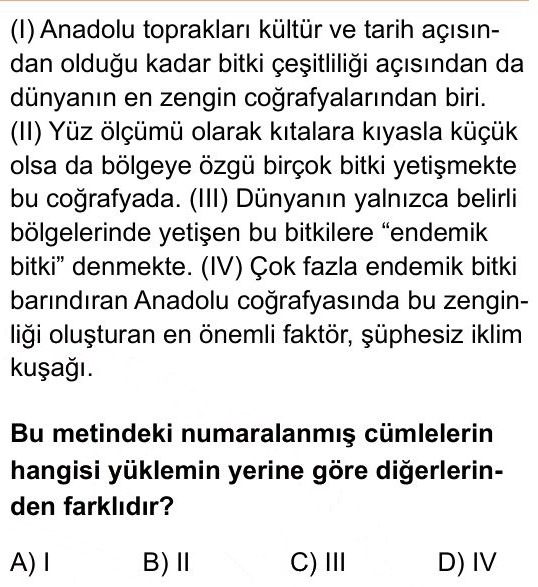 (I) Anadolu toprakları kültür ve tarih açısın-
dan olduğu kadar bitki çeşitliliği açısından da
dünyanın en zengin coğrafyalarından biri.
(II) Yüz ölçümü olarak kıtalara kıyasla küçük
olsa da bölgeye özgü birçok bitki yetişmekte
bu coğrafyada. (III) Dünyanın yalnızca belirli
bölgelerinde yetişen bu bitkilere “endemik
bitki” denmekte. (IV) Çok fazla endemik bitki
barındıran Anadolu coğrafyasında bu zengin-
liği oluşturan en önemli faktör, şüphesiz iklim
kuşağı.
Bu metindeki numaralanmış cümlelerin
hangisi yüklemin yerine göre diğerlerin-
den farklıdır?
A) I B) II C) III D) IV